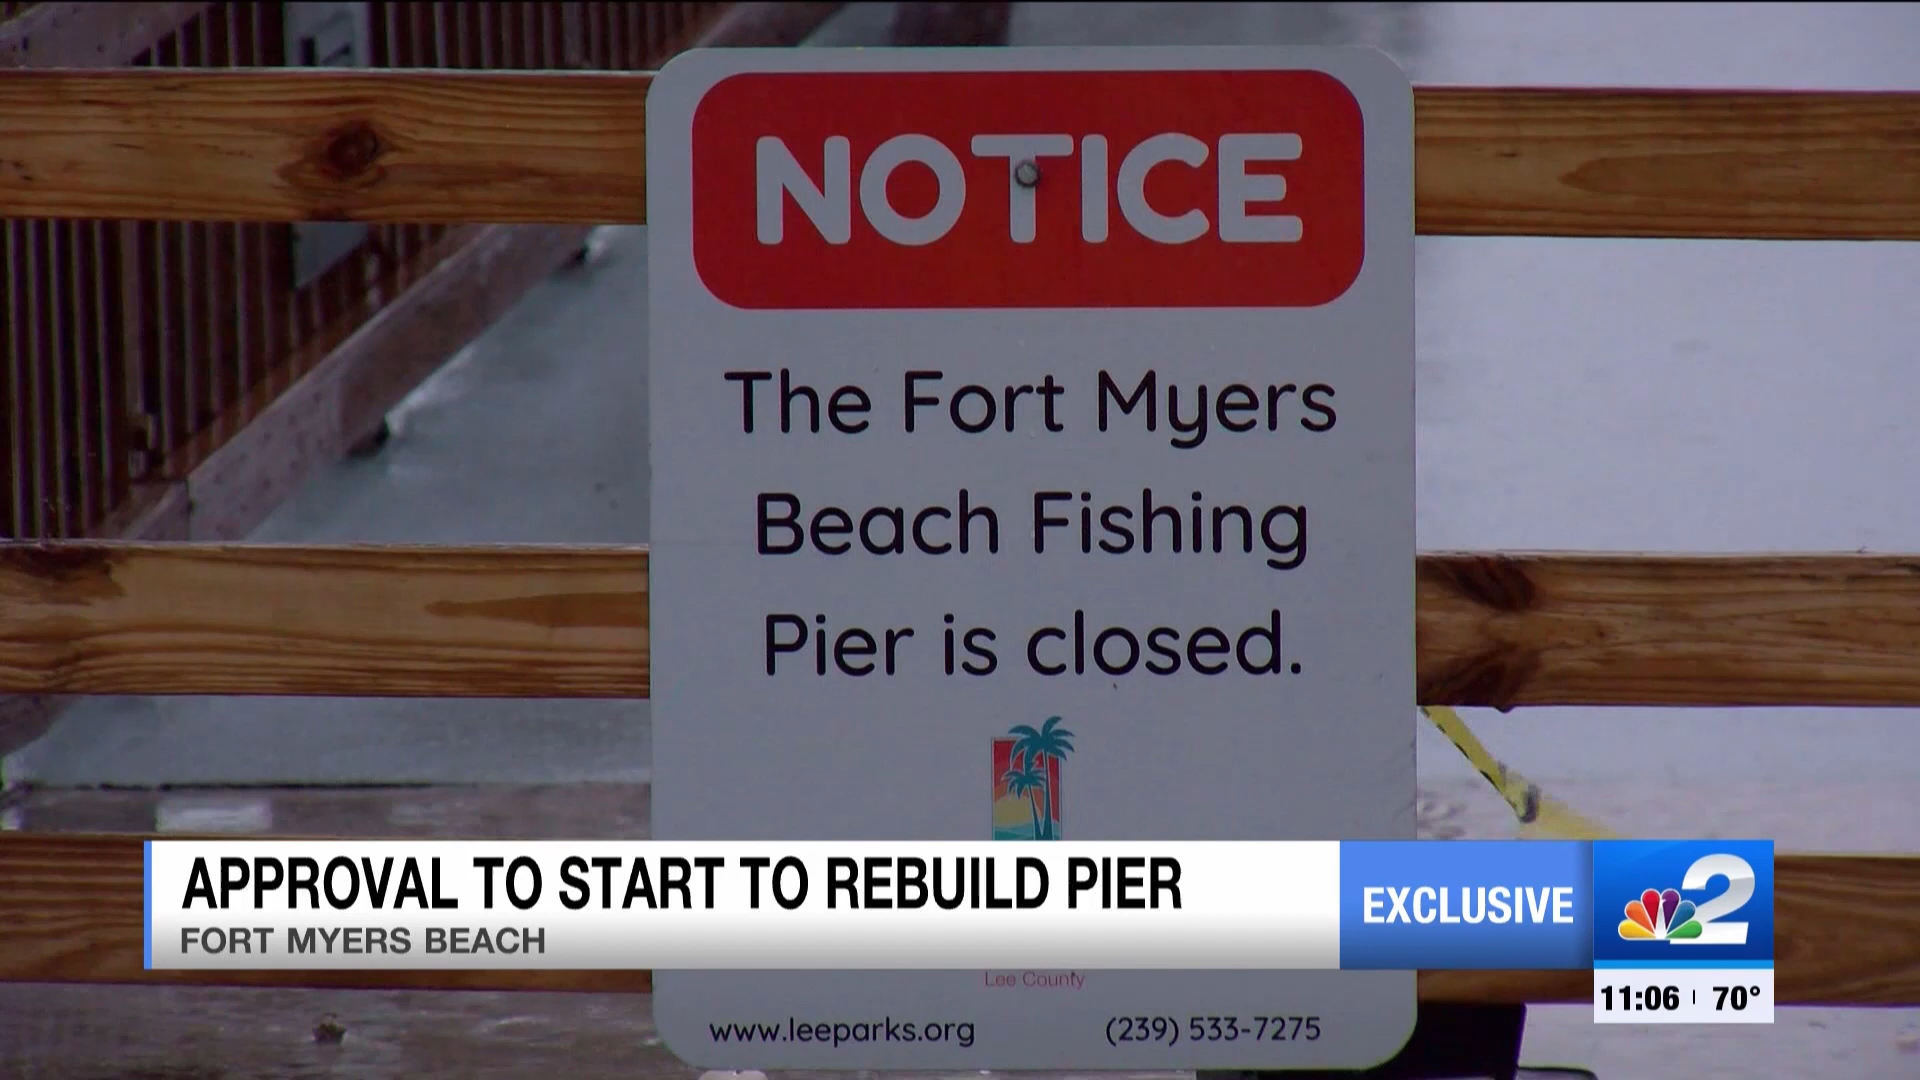 NOTICE
The Fort Myers
Beach Fishing
Pier is closed.
APPROVAL TO START TO REBUILD PIER
EXCLUSIVE
2
FORT MYERS BEACH
Lee County
11:06 70°
www.leeparks.org (239) 533-7275